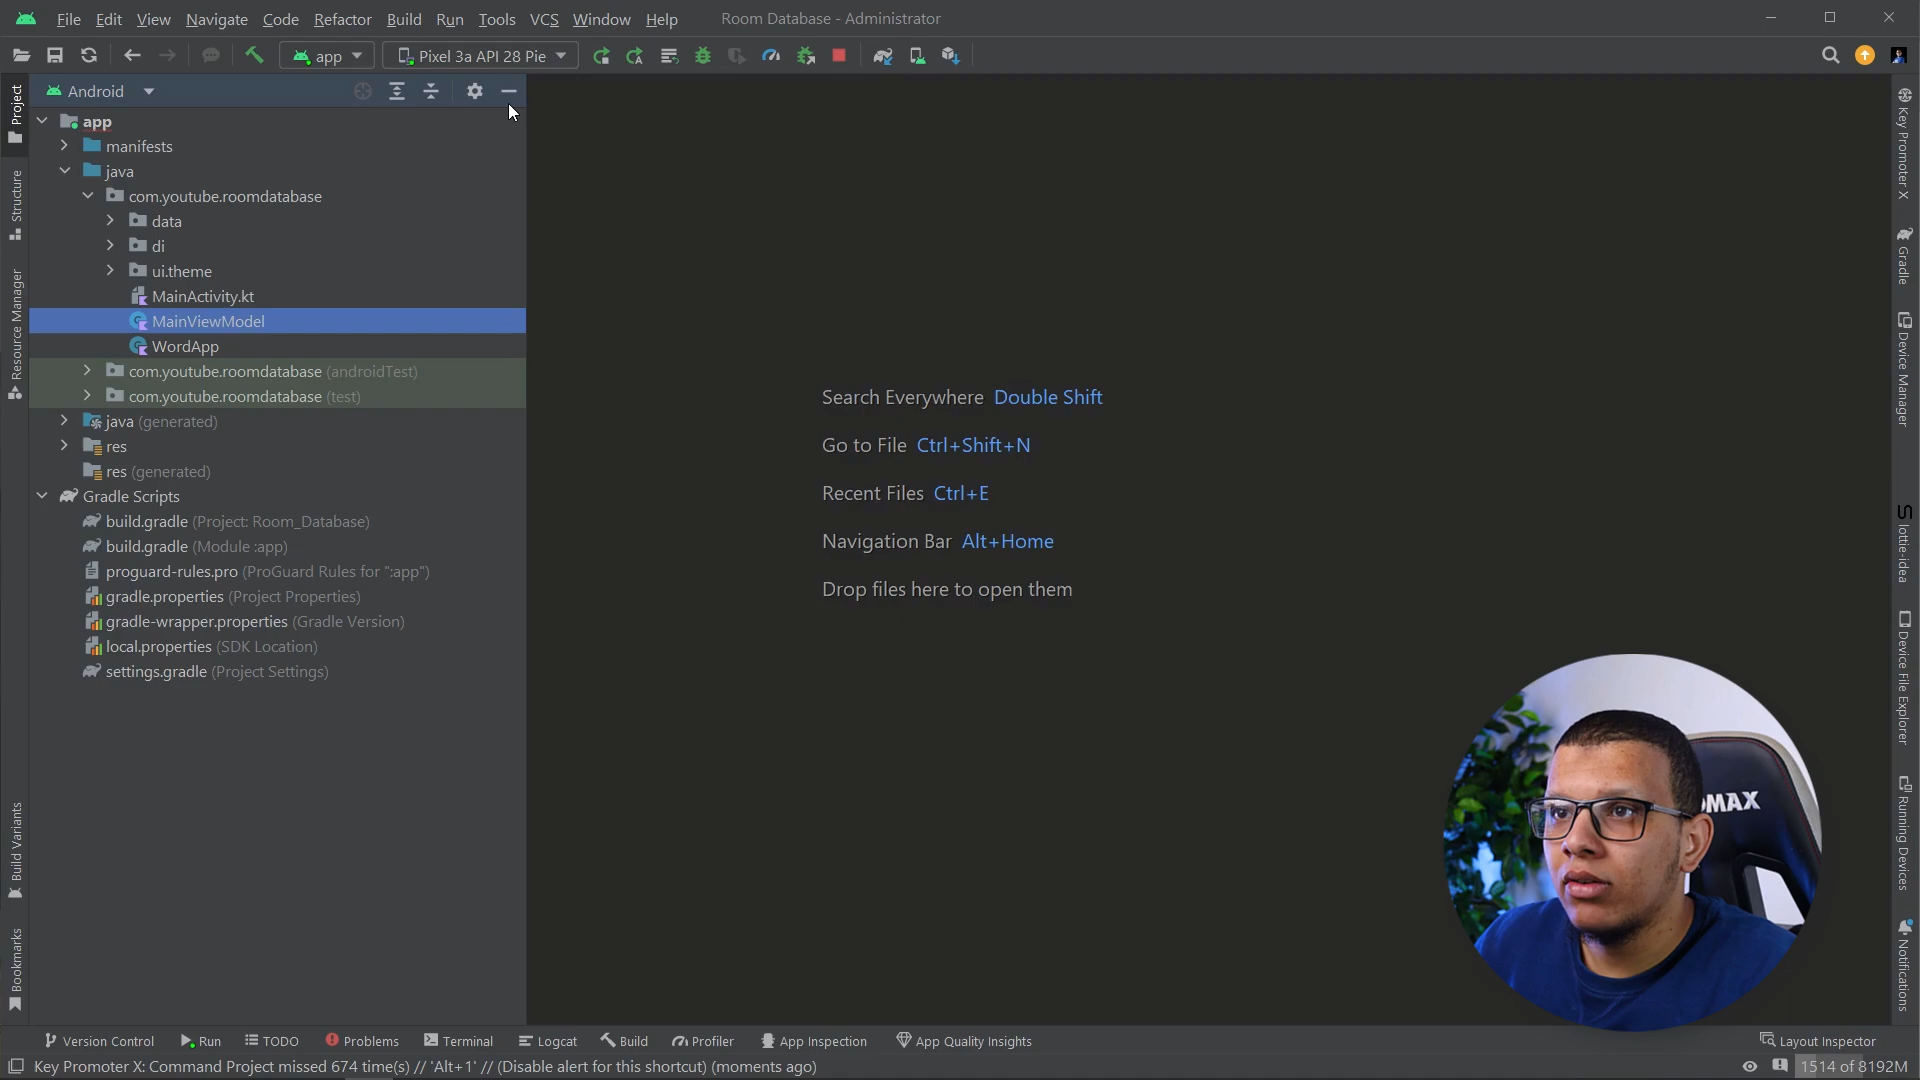 File Edit View Navigate Code Refactor Build Run Tools VCS Window Help Room Database - Administrator
app Pixel 3a API 28 Pie
Android
Project
Structure
Resource Manager
Build Variants
Bookmarks
app
manifests
java
com.youtube.roomdatabase
data
di
ui.theme
MainActivity.kt
MainViewModel
WordApp
com.youtube.roomdatabase (androidTest)
com.youtube.roomdatabase (test)
java (generated)
res
res (generated)
Gradle Scripts
build.gradle (Project: Room_Database)
build.gradle (Module :app)
proguard-rules.pro (ProGuard Rules for ":app")
gradle.properties (Project Properties)
gradle-wrapper.properties (Gradle Version)
local.properties (SDK Location)
settings.gradle (Project Settings)
Search Everywhere Double Shift
Go to File Ctrl+Shift+N
Recent Files Ctrl+E
Navigation Bar Alt+Home
Drop files here to open them
MAX
Key Promoter X
Gradle
Device Manager
lottie-idea
Device File Explorer
Running Devices
Notifications
Version Control Run TODO Problems Terminal Logcat Build Profiler App Inspection App Quality Insights Layout Inspector
Key Promoter X: Command Project missed 674 time(s) // 'Alt+1' // (Disable alert for this shortcut) (moments ago) 1514 of 8192M